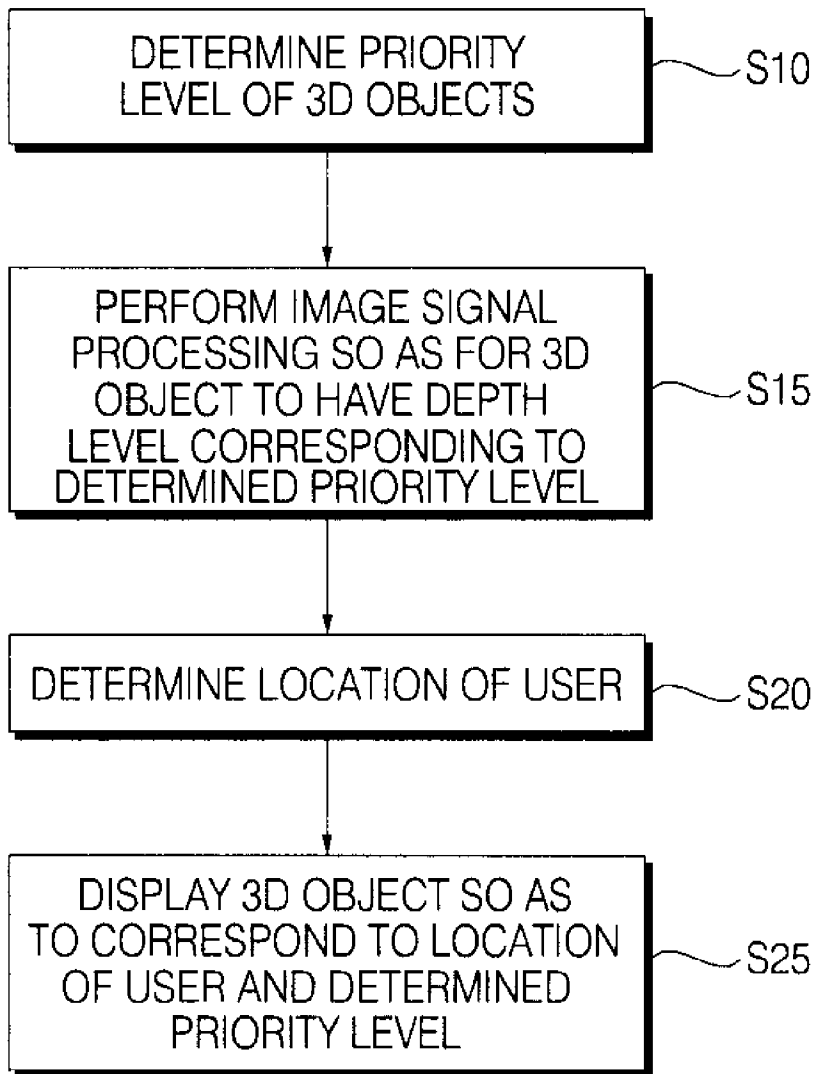 DETERMINE PRIORITY
LEVEL OF 3D OBJECTS
S10
PERFORM IMAGE SIGNAL
PROCESSING SO AS FOR 3D
OBJECT TO HAVE DEPTH
LEVEL CORRESPONDING TO
DETERMINED PRIORITY LEVEL
S15
DETERMINE LOCATION OF USER
S20
DISPLAY 3D OBJECT SO AS
TO CORRESPOND TO LOCATION
OF USER AND DETERMINED
PRIORITY LEVEL
S25